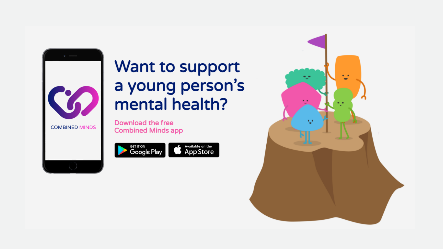 COMBINED MINDS
Want to support
a young person's
mental health?
Download the free
Combined Minds app
GET IT ON
Google Play
Available on the
App Store